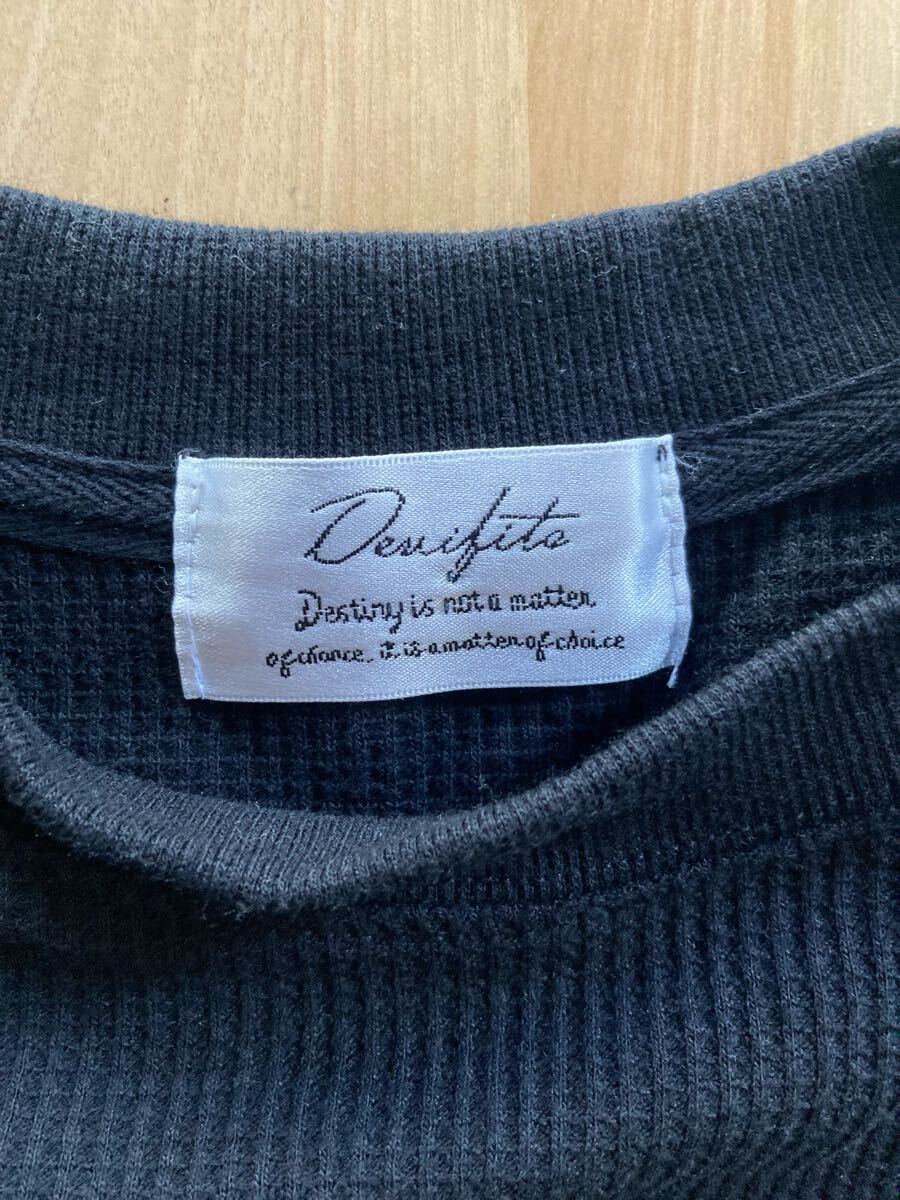 Devifits
Destiny is not a matter
of chance, it is a matter of choice